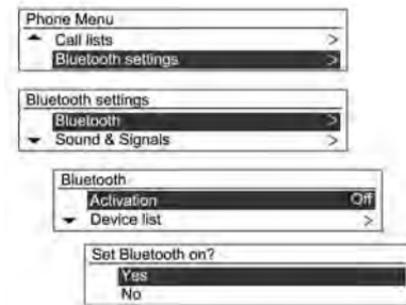 Phone Menu
Call lists >
Bluetooth settings >
Bluetooth settings
Bluetooth >
Sound & Signals >
Bluetooth
Activation Off
Device list >
Set Bluetooth on?
Yes
No